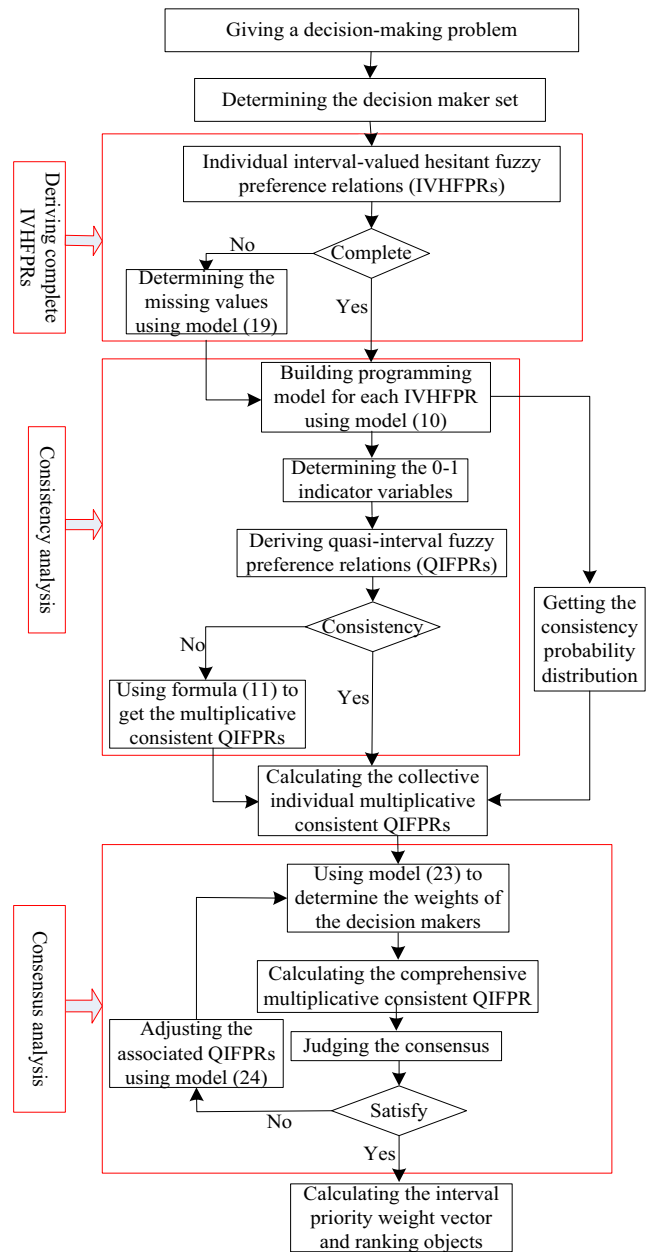 Giving a decision-making problem
Determining the decision maker set
Deriving complete
IVHFPRs
Individual interval-valued hesitant fuzzy
preference relations (IVHFPRs)
No
Complete
Determining the
missing values
using model (19)
Yes
Consistency analysis
Building programming
model for each IVHFPR
using model (10)
Determining the 0-1
indicator variables
Deriving quasi-interval fuzzy
preference relations (QIFPRs)
Consistency
No
Using formula (11) to
get the multiplicative
consistent QIFPRs
Yes
Getting the
consistency
probability
distribution
Calculating the collective
individual multiplicative
consistent QIFPRs
Consensus analysis
Using model (23) to
determine the weights of
the decision makers
Calculating the comprehensive
multiplicative consistent QIFPR
Adjusting the
associated QIFPRs
using model (24)
Judging the consensus
Satisfy
No
Yes
Calculating the interval
priority weight vector
and ranking objects